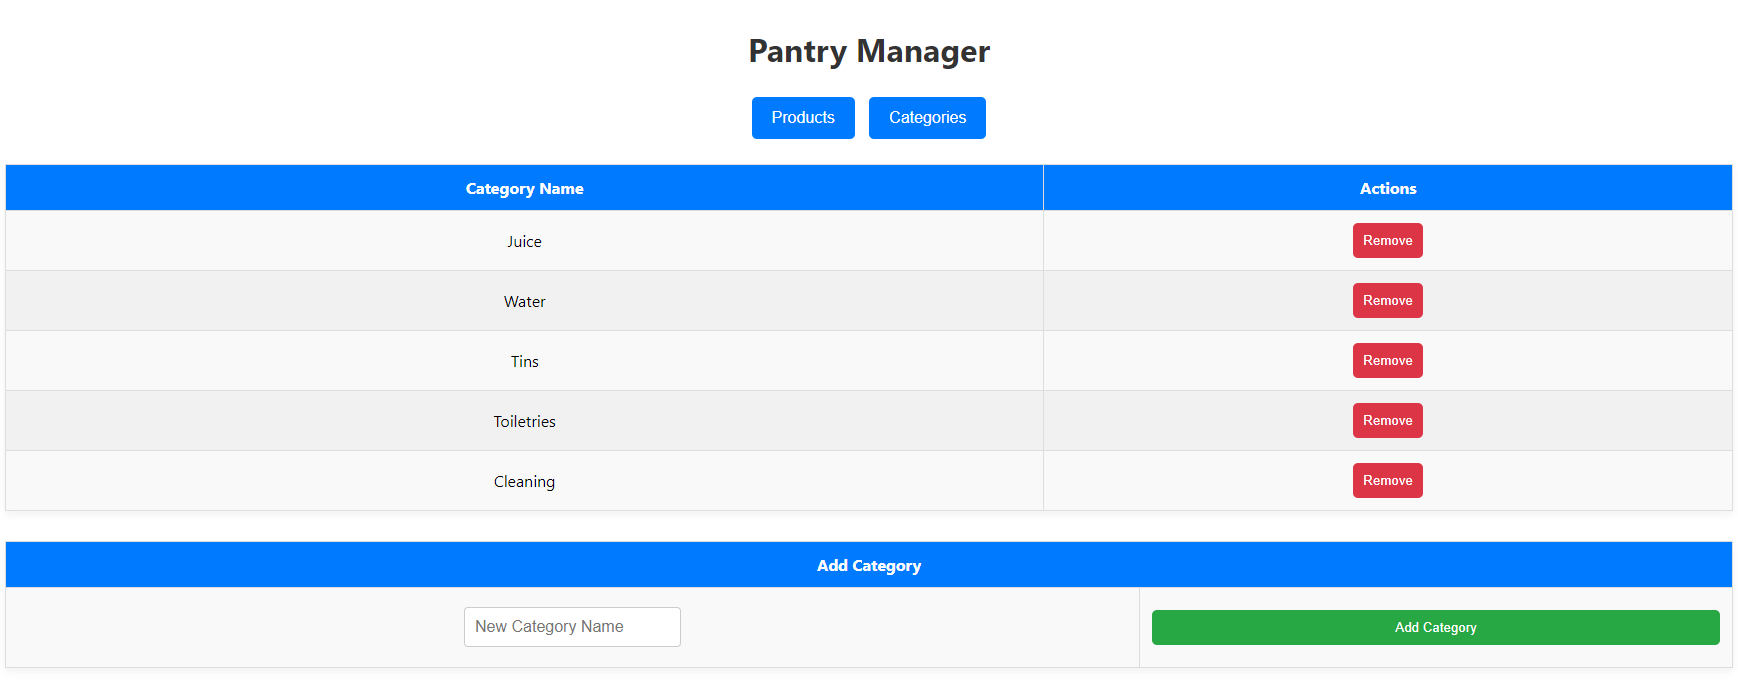 Pantry Manager
Products Categories
Category Name Actions
Juice Remove
Water Remove
Tins Remove
Toiletries Remove
Cleaning Remove
Add Category
New Category Name Add Category